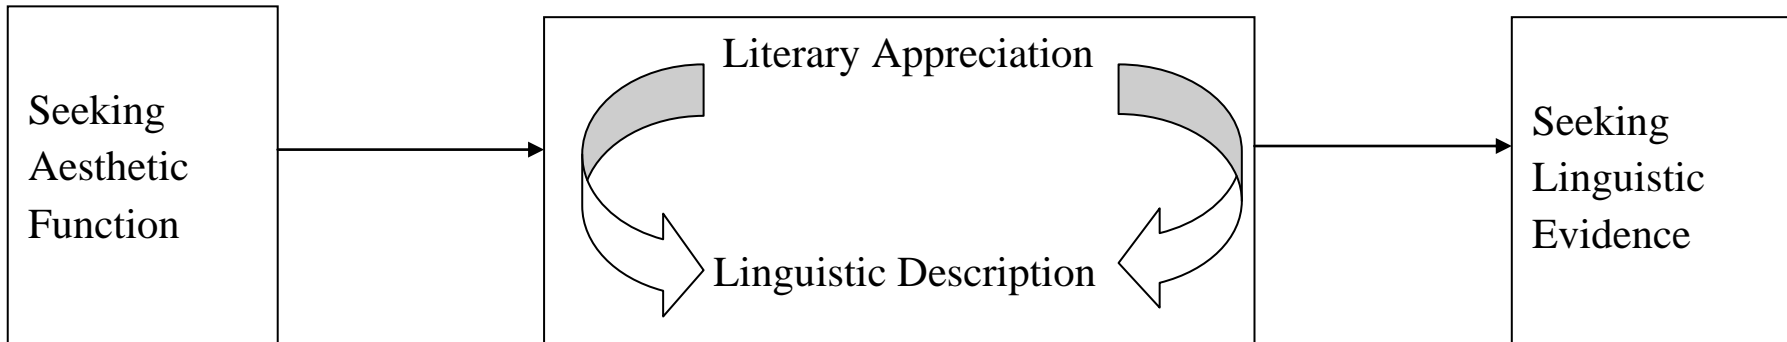 Seeking
Aesthetic
Function
Literary Appreciation
Linguistic Description
Seeking
Linguistic
Evidence